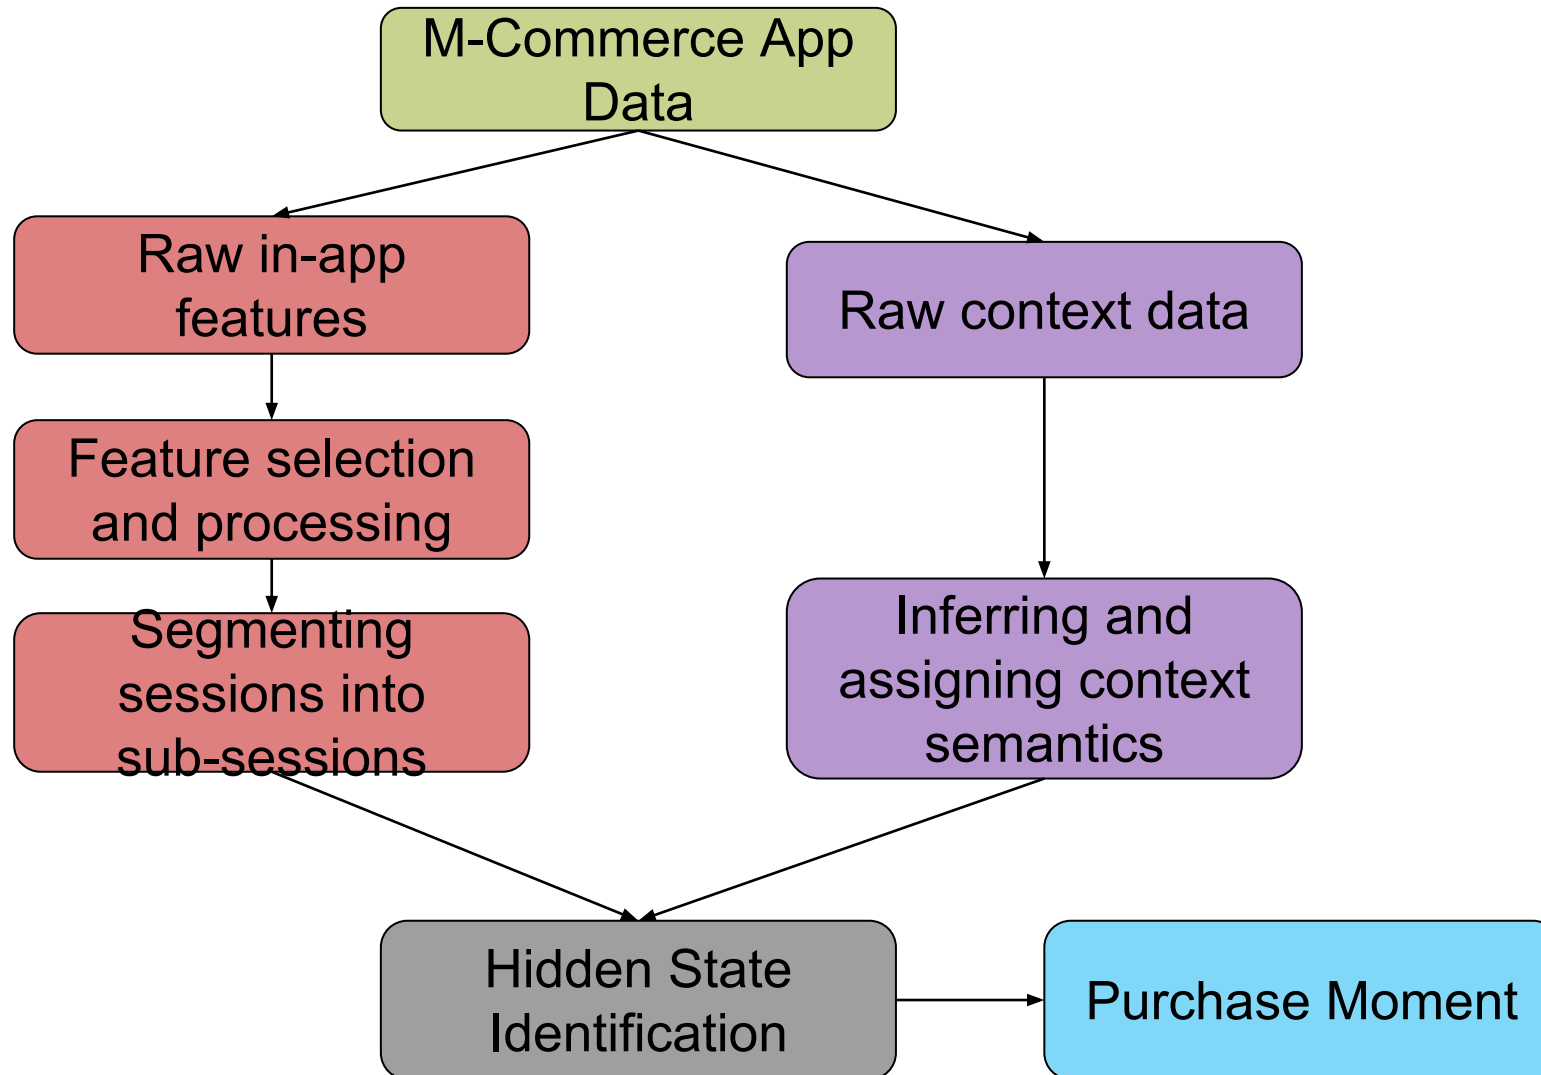 M-Commerce App
Data
Raw in-app
features
Raw context data
Feature selection
and processing
Segmenting
sessions into
sub-sessions
Inferring and
assigning context
semantics
Hidden State
Identification
Purchase Moment